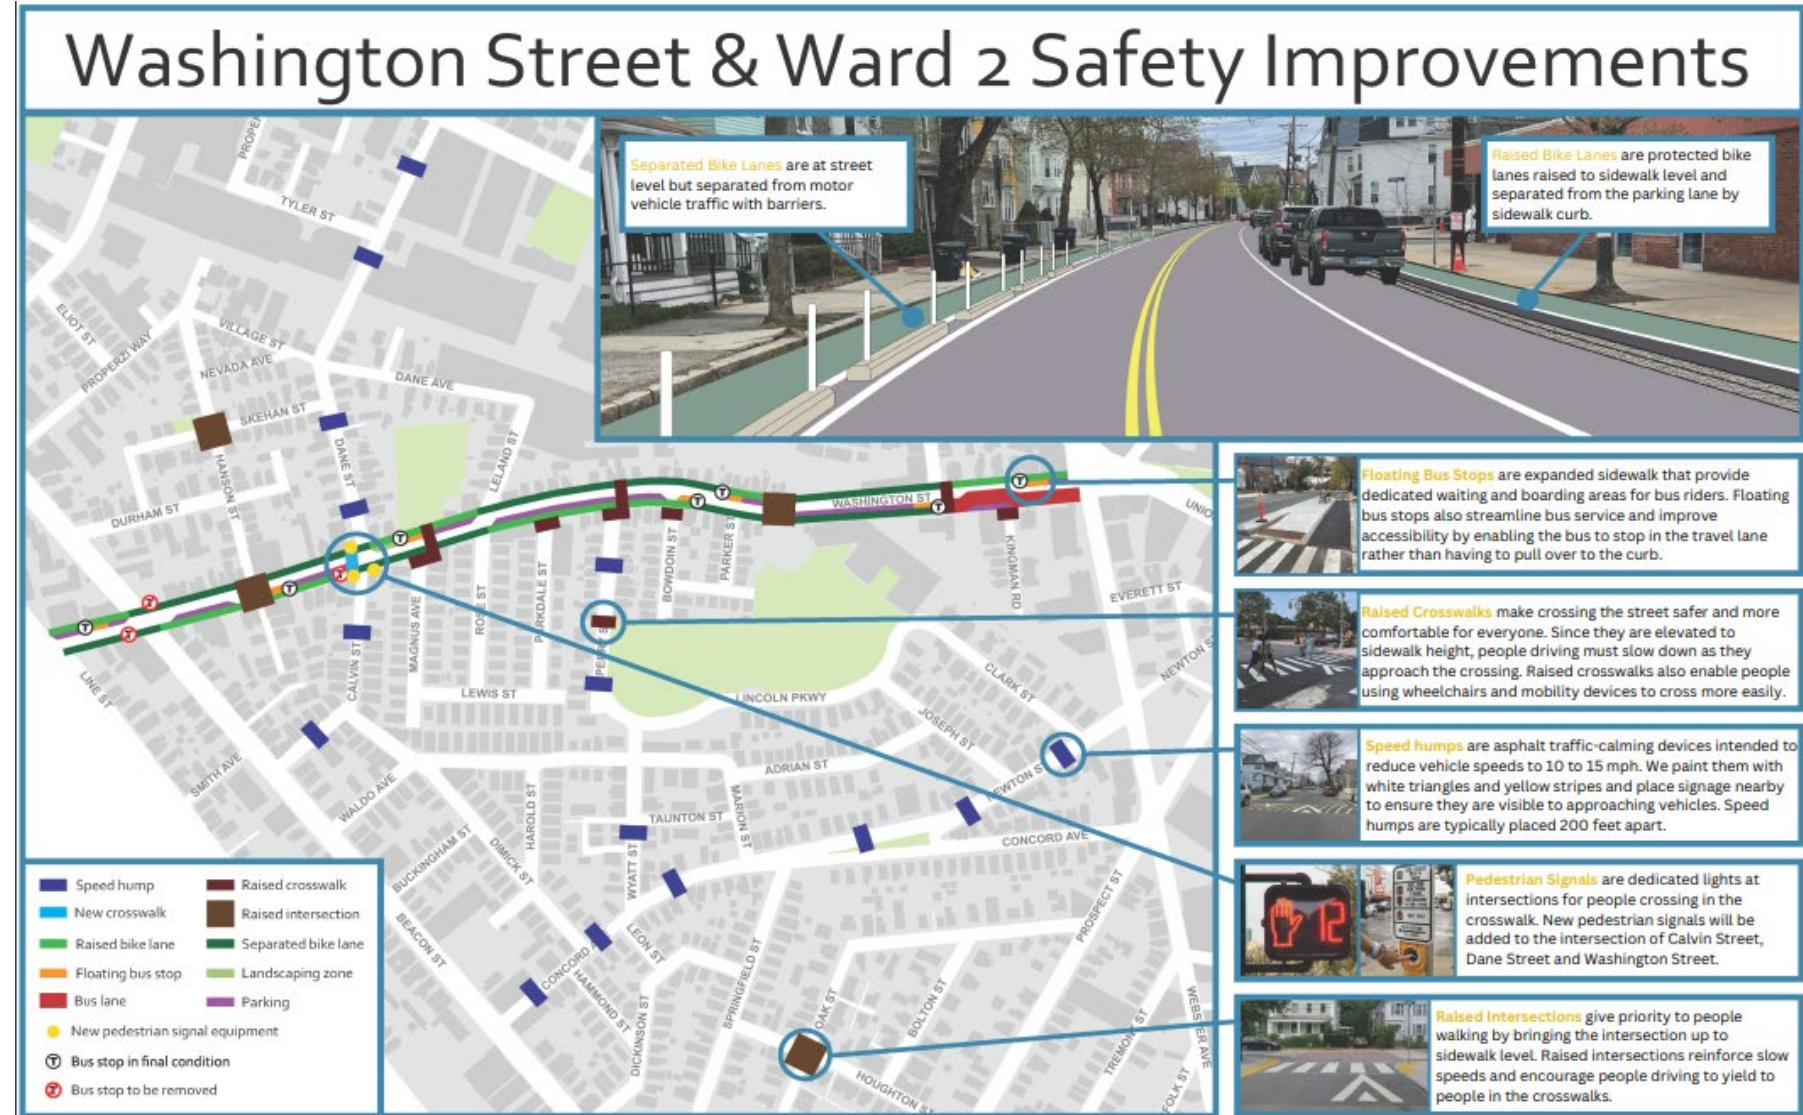 Washington Street & Ward 2 Safety Improvements
Separated Bike Lanes are at street
level but separated from motor
vehicle traffic with barriers.
Raised Bike Lanes are protected bike
lanes raised to sidewalk level and
separated from the parking lane by
sidewalk curb.
TYLER ST
ELIOT ST
PROPERZI WAY
VILLAGE ST
NEVADA AVE
DANE AVE
SKEHAN ST
DANE ST
HANSON ST
DURHAM ST
LELAND ST
WASHINGTON ST
PARKER ST
BOWDOIN ST
KINGMAN RD
EVERETT ST
MAGNUS AVE
ROSE ST
PARKDALE ST
CALVIN ST
LINE ST
LEWIS ST
LINCOLN PKWY
CLARK ST
NEWTON S
JOSEPH ST
SMITH AVE
WALDO AVE
ADRIAN ST
NEWTON S
HAROLD ST
MARION ST
TAUNTON ST
CONCORD AVE
DIMICK ST
BUCKINGHAM ST
WYATT ST
BEACON ST
LEON ST
PROSPECT ST
CONCORD A
HAMMOND ST
DICKINSON ST
SPRINGFIELD ST
OAK ST
BOLTON ST
TREMONT ST
WEBSTER AVE
HOUGHTON ST
FOLK ST
Floating Bus Stops are expanded sidewalk that provide
dedicated waiting and boarding areas for bus riders. Floating
bus stops also streamline bus service and improve
accessibility by enabling the bus to stop in the travel lane
rather than having to pull over to the curb.
Raised Crosswalks make crossing the street safer and more
comfortable for everyone. Since they are elevated to
sidewalk height, people driving must slow down as they
approach the crossing. Raised crosswalks also enable people
using wheelchairs and mobility devices to cross more easily.
Speed humps are asphalt traffic-calming devices intended to
reduce vehicle speeds to 10 to 15 mph. We paint them with
white triangles and yellow stripes and place signage nearby
to ensure they are visible to approaching vehicles. Speed
humps are typically placed 200 feet apart.
12
Pedestrian Signals are dedicated lights at
intersections for people crossing in the
crosswalk. New pedestrian signals will be
added to the intersection of Calvin Street,
Dane Street and Washington Street.
Raised Intersections give priority to people
walking by bringing the intersection up to
sidewalk level. Raised intersections reinforce slow
speeds and encourage people driving to yield to
people in the crosswalks.
Speed hump
Raised crosswalk
New crosswalk
Raised intersection
Raised bike lane
Separated bike lane
Floating bus stop
Landscaping zone
Bus lane
Parking
New pedestrian signal equipment
Bus stop in final condition
Bus stop to be removed